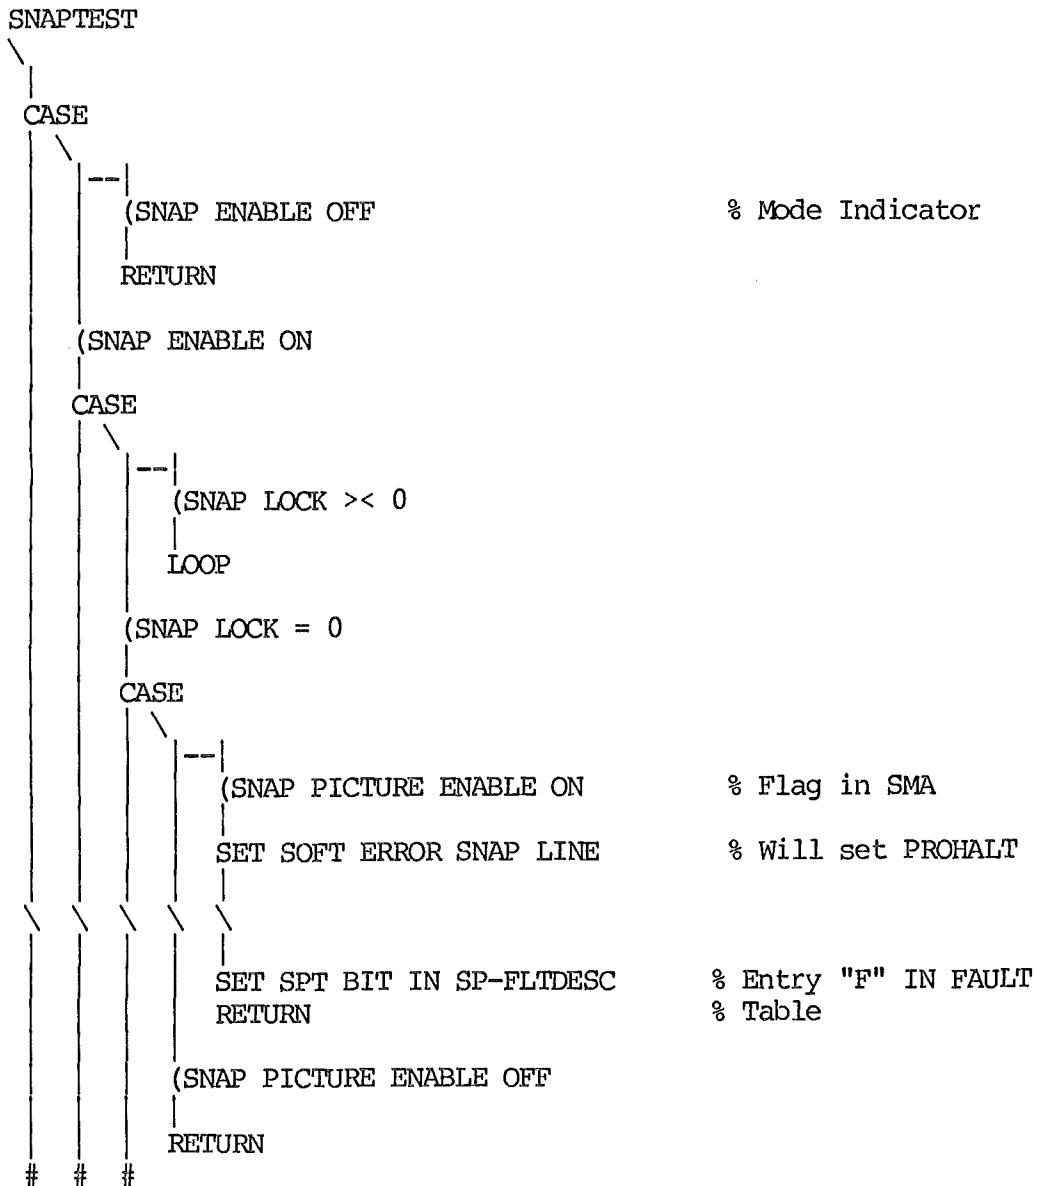 SNAPTEST
CASE
(SNAP ENABLE OFF % Mode Indicator
RETURN
(SNAP ENABLE ON
CASE
(SNAP LOCK >< 0
LOOP
(SNAP LOCK = 0
CASE
(SNAP PICTURE ENABLE ON % Flag in SMA
SET SOFT ERROR SNAP LINE % Will set PROHALT
SET SPT BIT IN SP-FLTDESC % Entry "F" IN FAULT
RETURN % Table
(SNAP PICTURE ENABLE OFF
RETURN
# # #